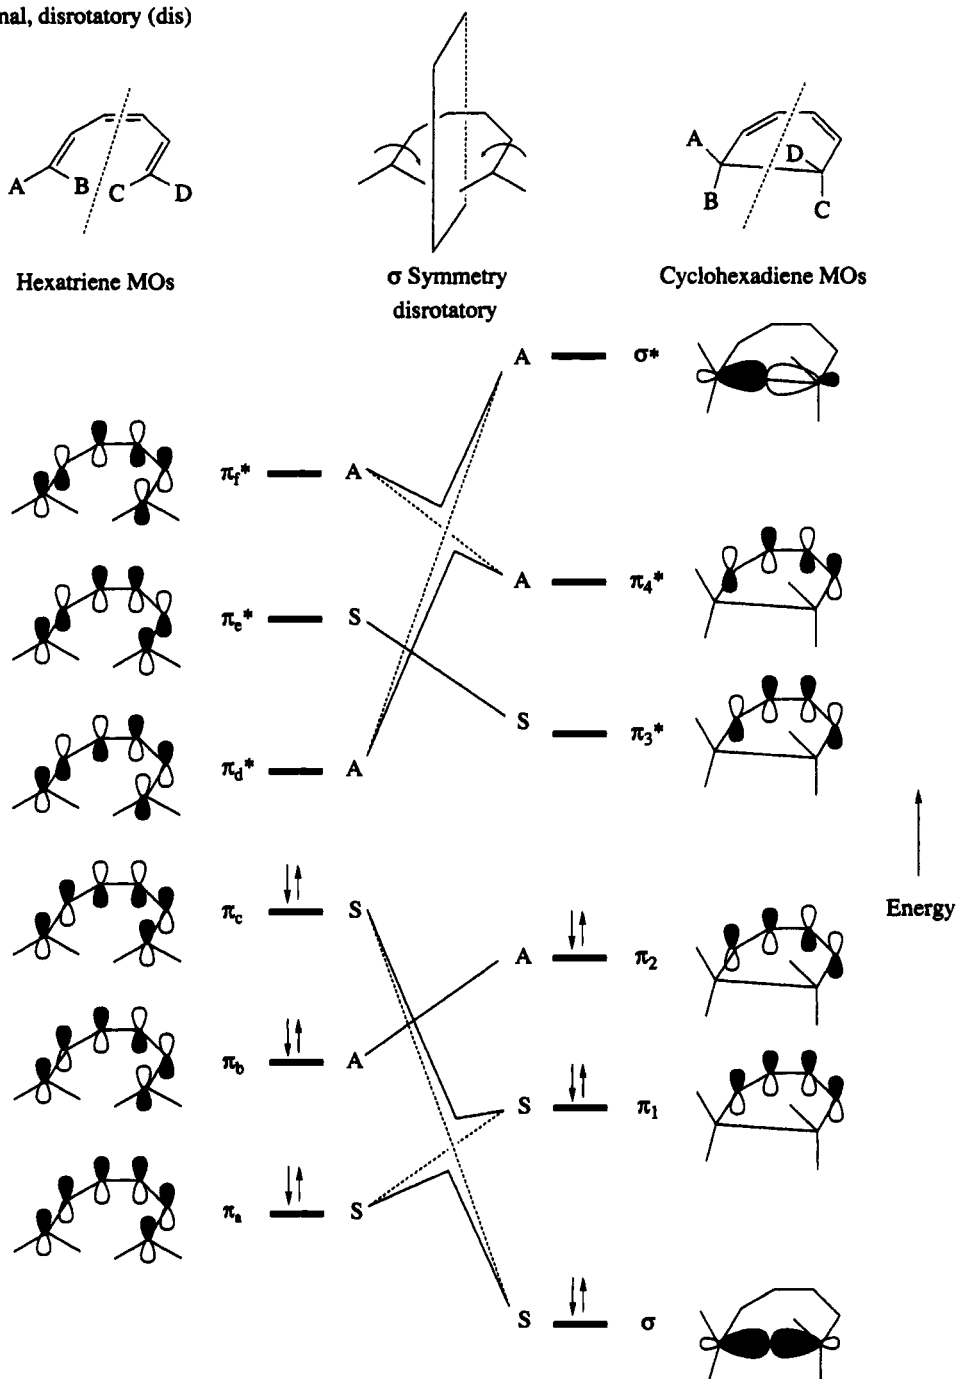 nal, disrotatory (dis)
A B C D
A D B C
Hexatriene MOs
σ Symmetry
disrotatory
Cyclohexadiene MOs
A σ*
πf* A
A π4*
πe* S
S π3*
πd* A
πc S
Energy
A π2
πb A
S π1
πa S
S σ